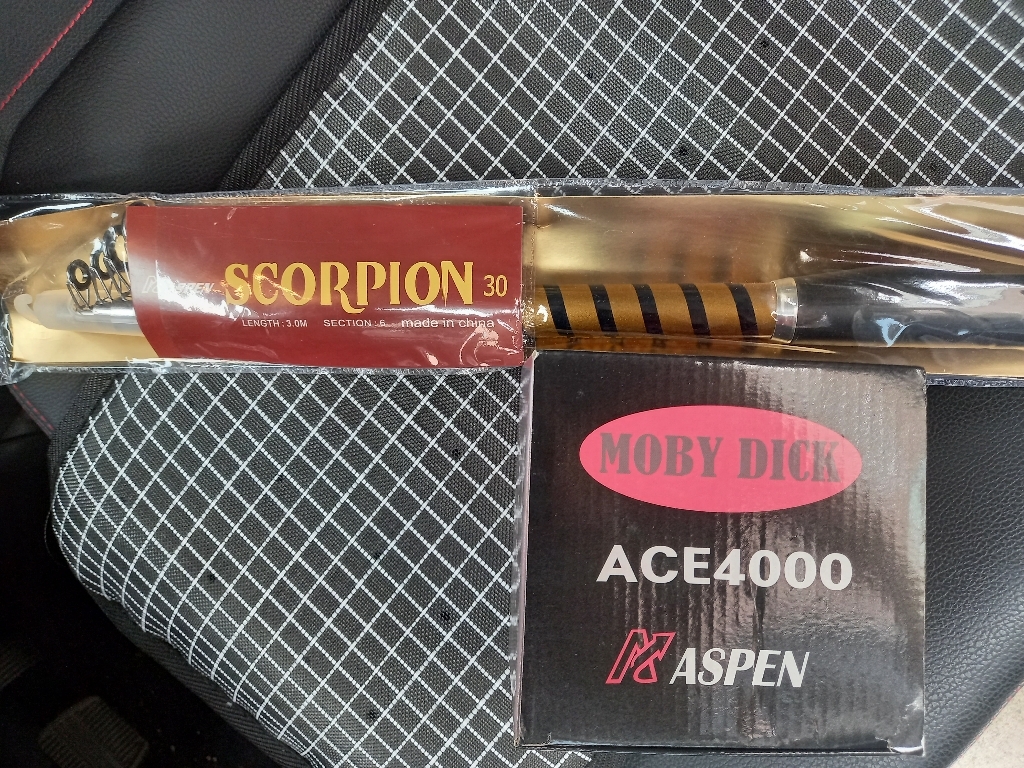 ASPEN SCORPION 30
LENGTH : 3.0M SECTION : 6 made in china
MOBY DICK
ACE4000
ASPEN